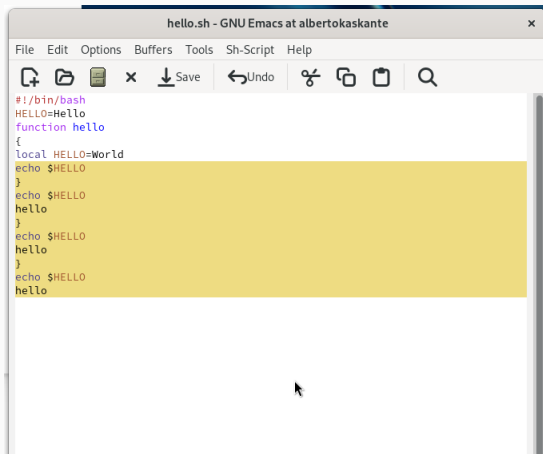 hello.sh - GNU Emacs at albertokaskante
File Edit Options Buffers Tools Sh-Script Help
Save Undo
#!/bin/bash
HELLO=Hello
function hello
{
local HELLO=World
echo $HELLO
}
echo $HELLO
hello
}
echo $HELLO
hello
}
echo $HELLO
hello